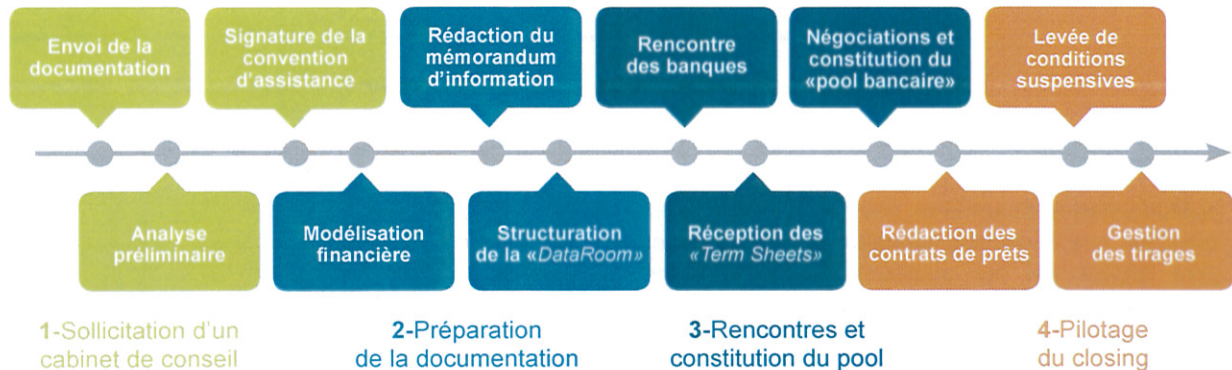 Envoi de la
documentation
Signature de la
convention
d'assistance
Rédaction du
mémorandum
d'information
Rencontre
des banques
Négociations et
constitution du
«pool bancaire»
Levée de
conditions
suspensives
Analyse
préliminaire
Modélisation
financière
Structuration
de la «DataRoom»
Réception des
«Term Sheets»
Rédaction des
contrats de prêts
Gestion
des tirages
1-Sollicitation d'un
cabinet de conseil
2-Préparation
de la documentation
3-Rencontres et
constitution du pool
4-Pilotage
du closing